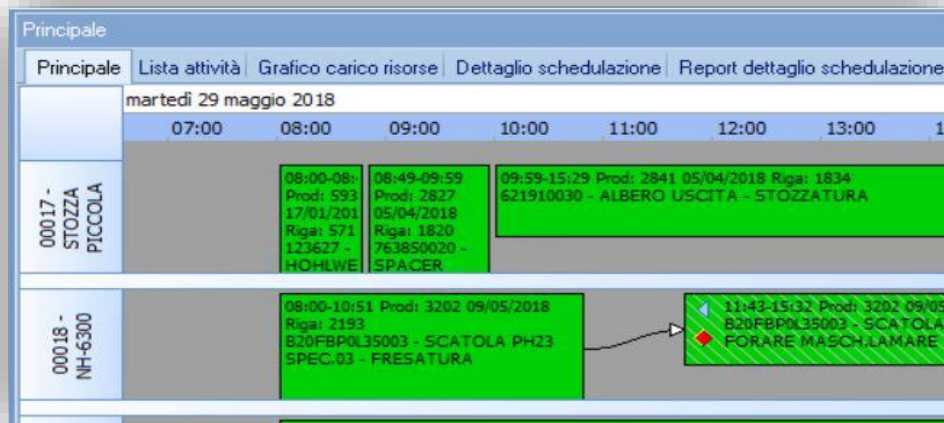 Principale
Principale Lista attività Grafico carico risorse Dettaglio schedulazione Report dettaglio schedulazione
martedì 29 maggio 2018
07:00 08:00 09:00 10:00 11:00 12:00 13:00
00017 -
STOZZA
PICCOLA
08:00-08:
Prod: 593
17/01/201
Riga: 571
123627 -
HOHLWE
08:49-09:59
Prod: 2827
05/04/2018
Riga: 1820
763850020 -
SPACER
09:59-15:29 Prod: 2841 05/04/2018 Riga: 1834
621910030 - ALBERO USCITA - STOZZATURA
00018 -
NH-6300
08:00-10:51 Prod: 3202 09/05/2018
Riga: 2193
B20FBP0L35003 - SCATOLA PH23
SPEC.03 - FRESATURA
11:43-15:32 Prod: 3202 09/05
B20FBP0L35003 - SCATOLA
FORARE MASCH.LAMARE